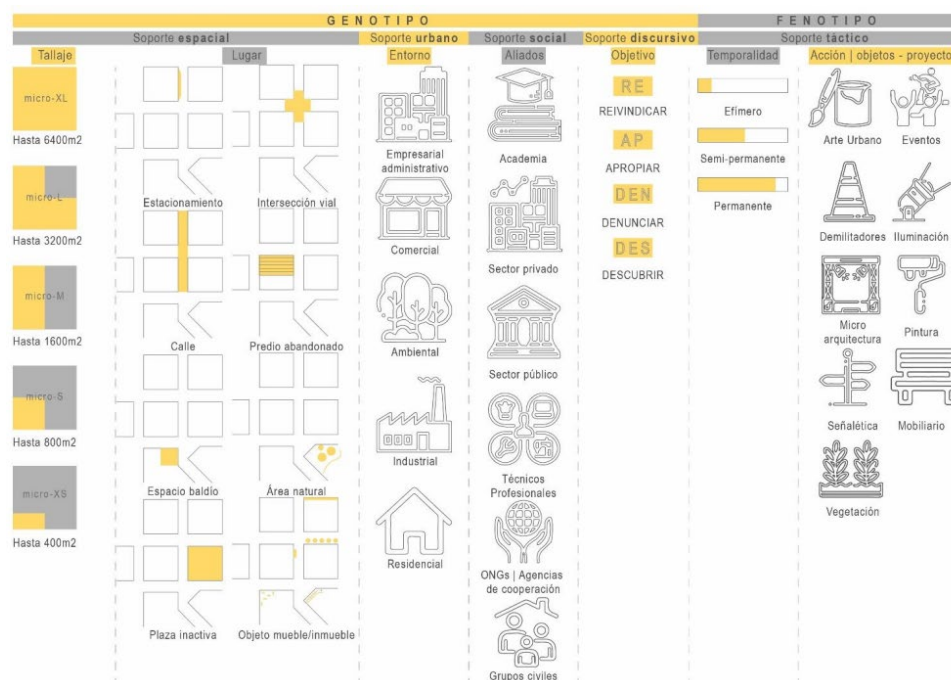 GENOTIPO
FENOTIPO
Soporte espacial
Soporte urbano
Soporte social
Soporte discursivo
Soporte táctico
Tallaje
Lugar
Entorno
Aliados
Objetivo
Temporalidad
Acción | objetos - proyecto
micro-XL
Hasta 6400m2
micro-L
Hasta 3200m2
micro-M
Hasta 1600m2
micro-S
Hasta 800m2
micro-XS
Hasta 400m2
Estacionamiento
Intersección vial
Calle
Predio abandonado
Espacio baldío
Área natural
Plaza inactiva
Objeto mueble/inmueble
Empresarial
administrativo
Comercial
Ambiental
Industrial
Residencial
Academia
Sector privado
Sector público
Técnicos
Profesionales
ONGs | Agencias
de cooperación
Grupos civiles
RE
REIVINDICAR
AP
APROPIAR
DEN
DENUNCIAR
DES
DESCUBRIR
Efímero
Semi-permanente
Permanente
Arte Urbano
Eventos
Demilitadores
Iluminación
Micro
arquitectura
Pintura
Señalética
Mobiliario
Vegetación